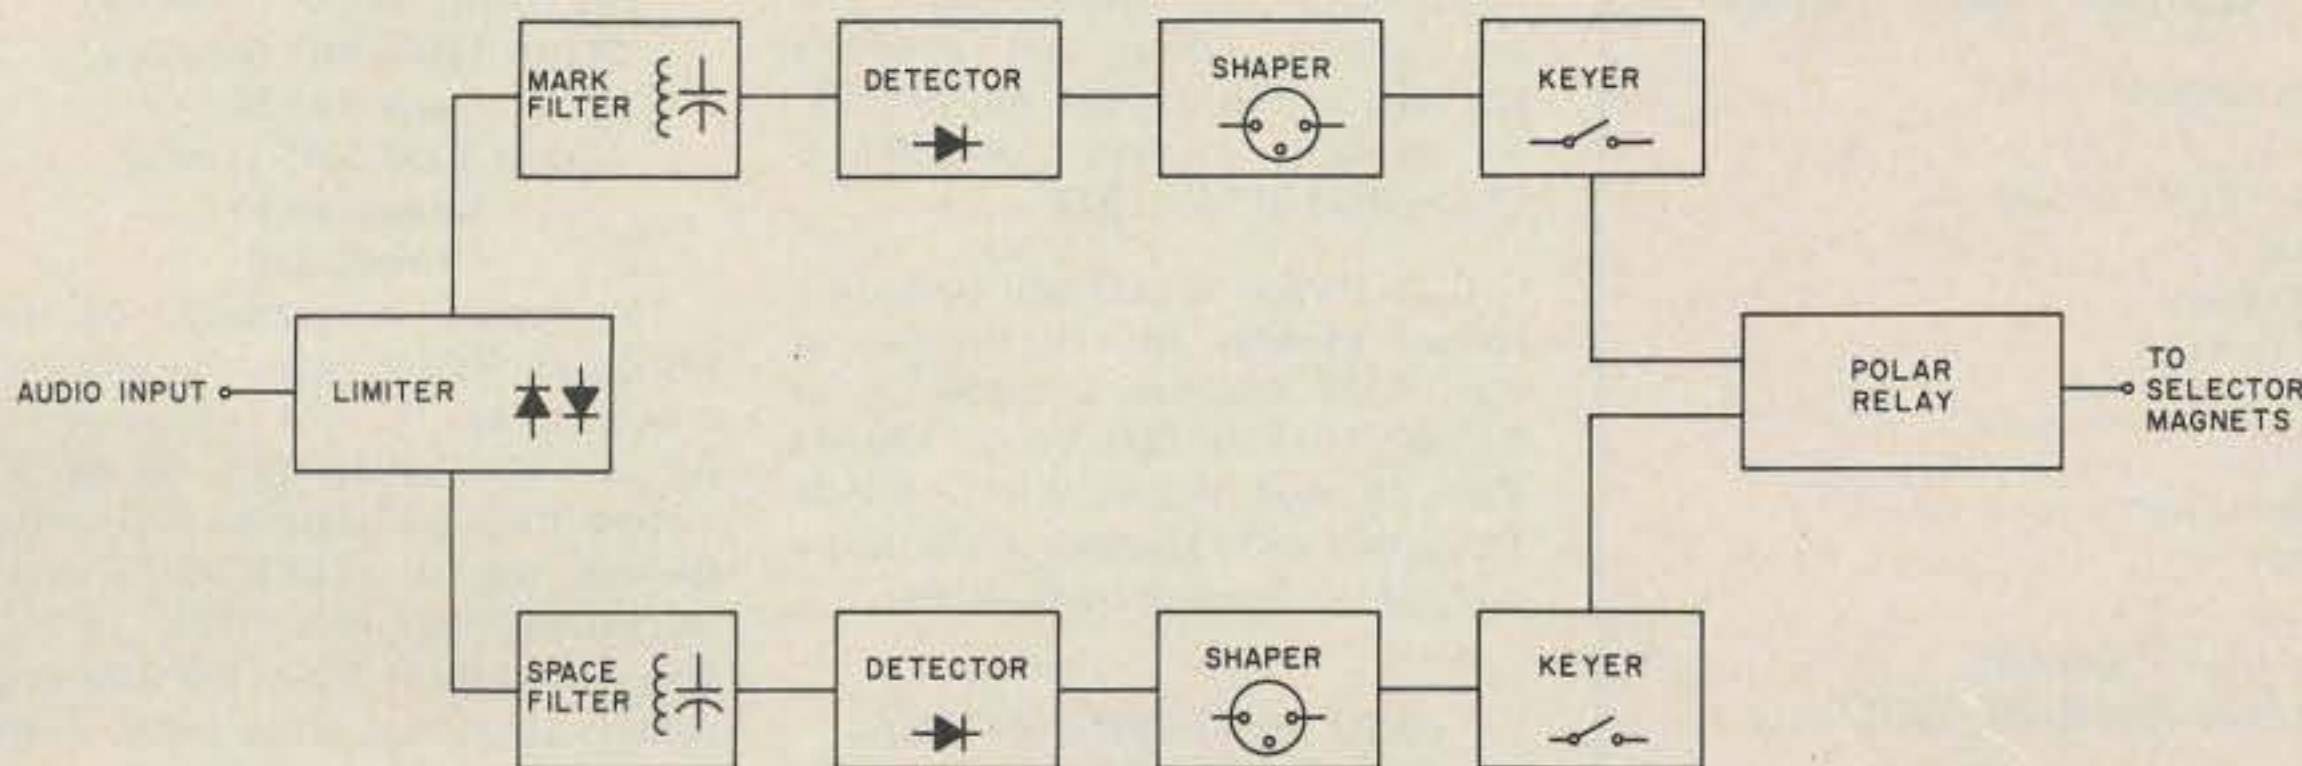 MARK
FILTER
DETECTOR
SHAPER
KEYER
AUDIO INPUT
LIMITER
POLAR
RELAY
TO
SELECTOR
MAGNETS
SPACE
FILTER
DETECTOR
SHAPER
KEYER